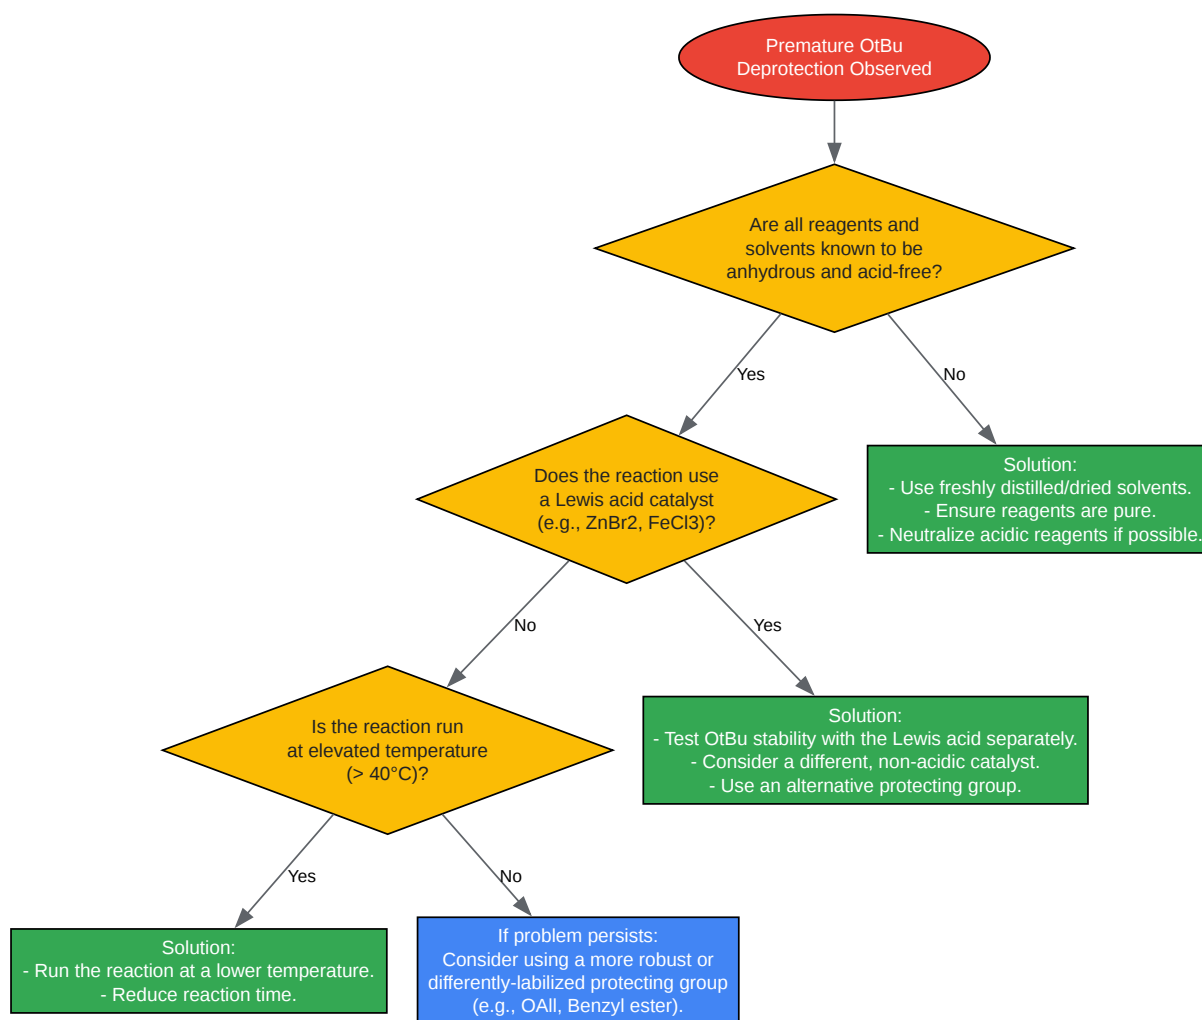 Premature OtBu
Deprotection Observed
Are all reagents and
solvents known to be
anhydrous and acid-free?
Yes
No
Does the reaction use
a Lewis acid catalyst
(e.g., ZnBr2, FeCl3)?
Solution:
- Use freshly distilled/dried solvents.
- Ensure reagents are pure.
- Neutralize acidic reagents if possible.
No
Yes
Is the reaction run
at elevated temperature
(> 40°C)?
Solution:
- Test OtBu stability with the Lewis acid separately.
- Consider a different, non-acidic catalyst.
- Use an alternative protecting group.
Yes
No
Solution:
- Run the reaction at a lower temperature.
- Reduce reaction time.
If problem persists:
Consider using a more robust or
differently-labilized protecting group
(e.g., OAll, Benzyl ester).